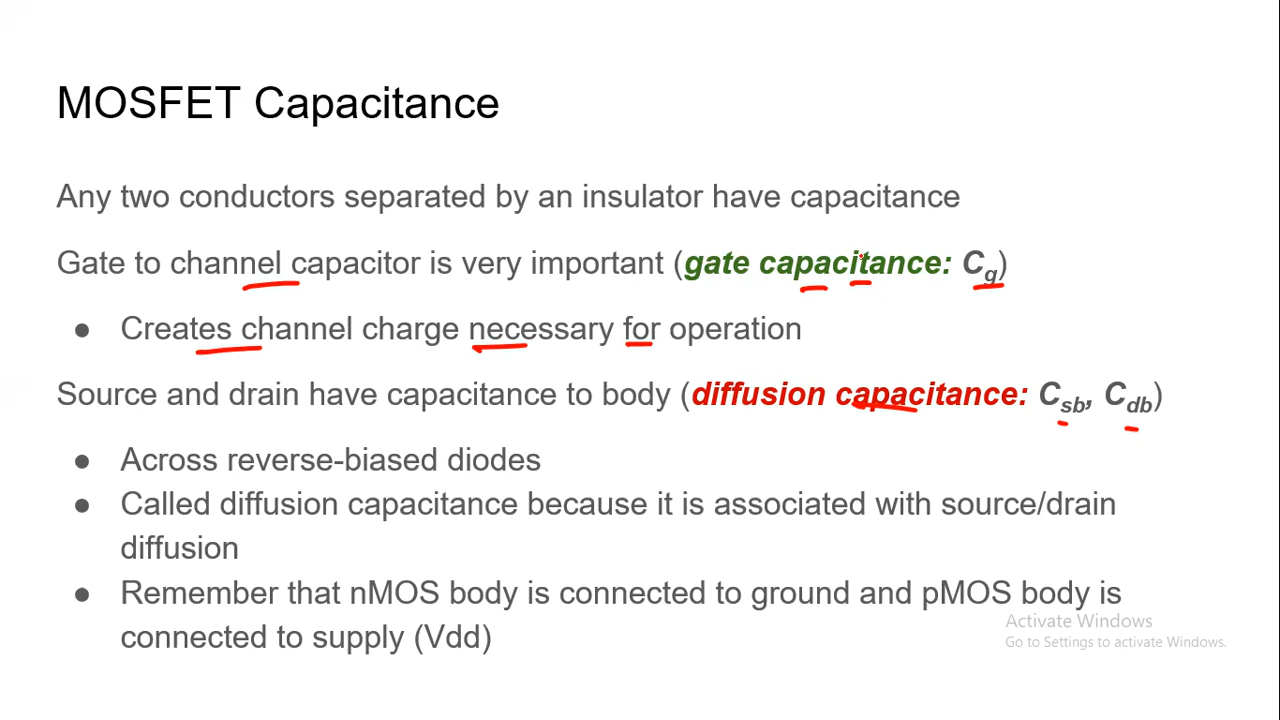 MOSFET Capacitance
Any two conductors separated by an insulator have capacitance
Gate to channel capacitor is very important (gate capacitance: Cg)
● Creates channel charge necessary for operation
Source and drain have capacitance to body (diffusion capacitance: Csb, Cdb)
● Across reverse-biased diodes
● Called diffusion capacitance because it is associated with source/drain
diffusion
● Remember that nMOS body is connected to ground and pMOS body is
connected to supply (Vdd)
Activate Windows
Go to Settings to activate Windows.